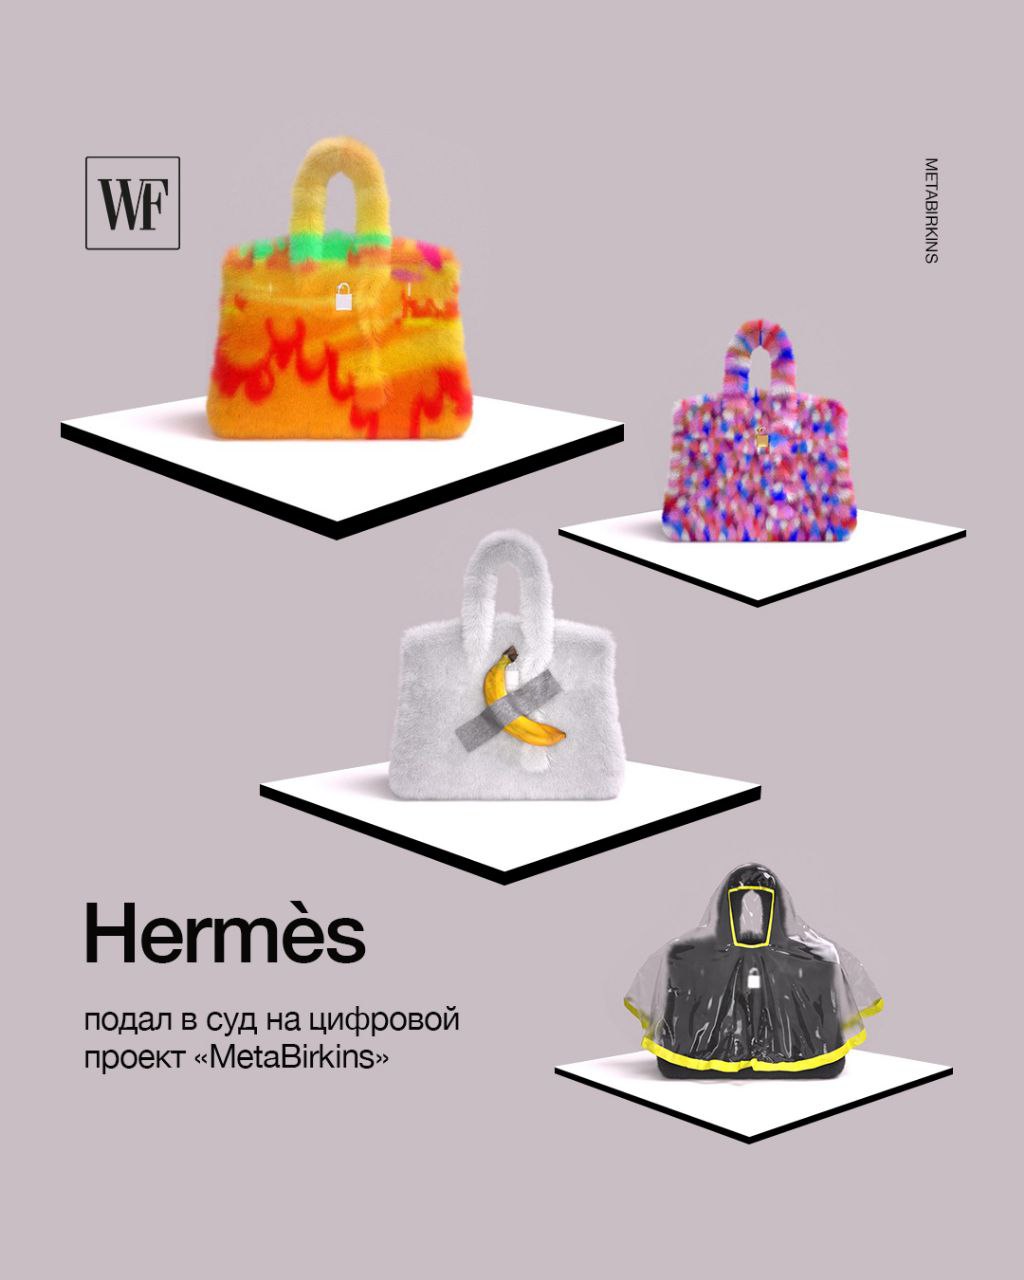 WF
METABIRKINS
Hermès
подал в суд на цифровой
проект «MetaBirkins»